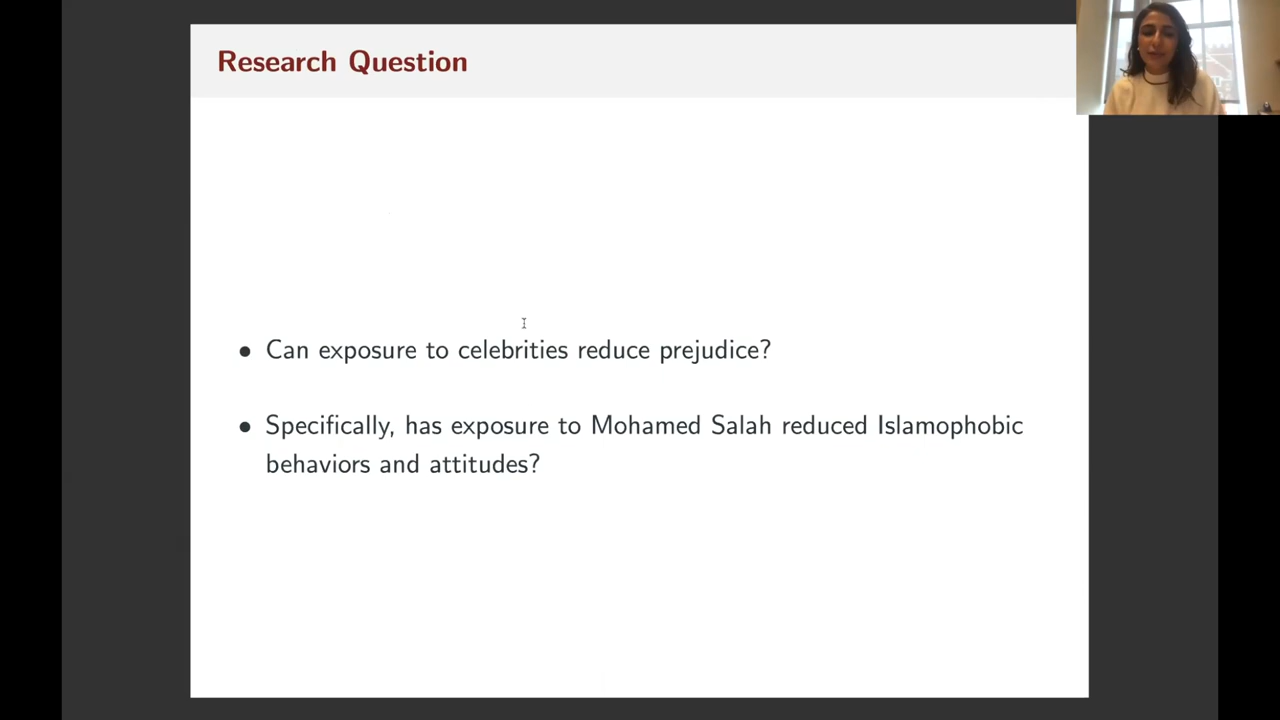 Research Question
• Can exposure to celebrities reduce prejudice?
• Specifically, has exposure to Mohamed Salah reduced Islamophobic
behaviors and attitudes?